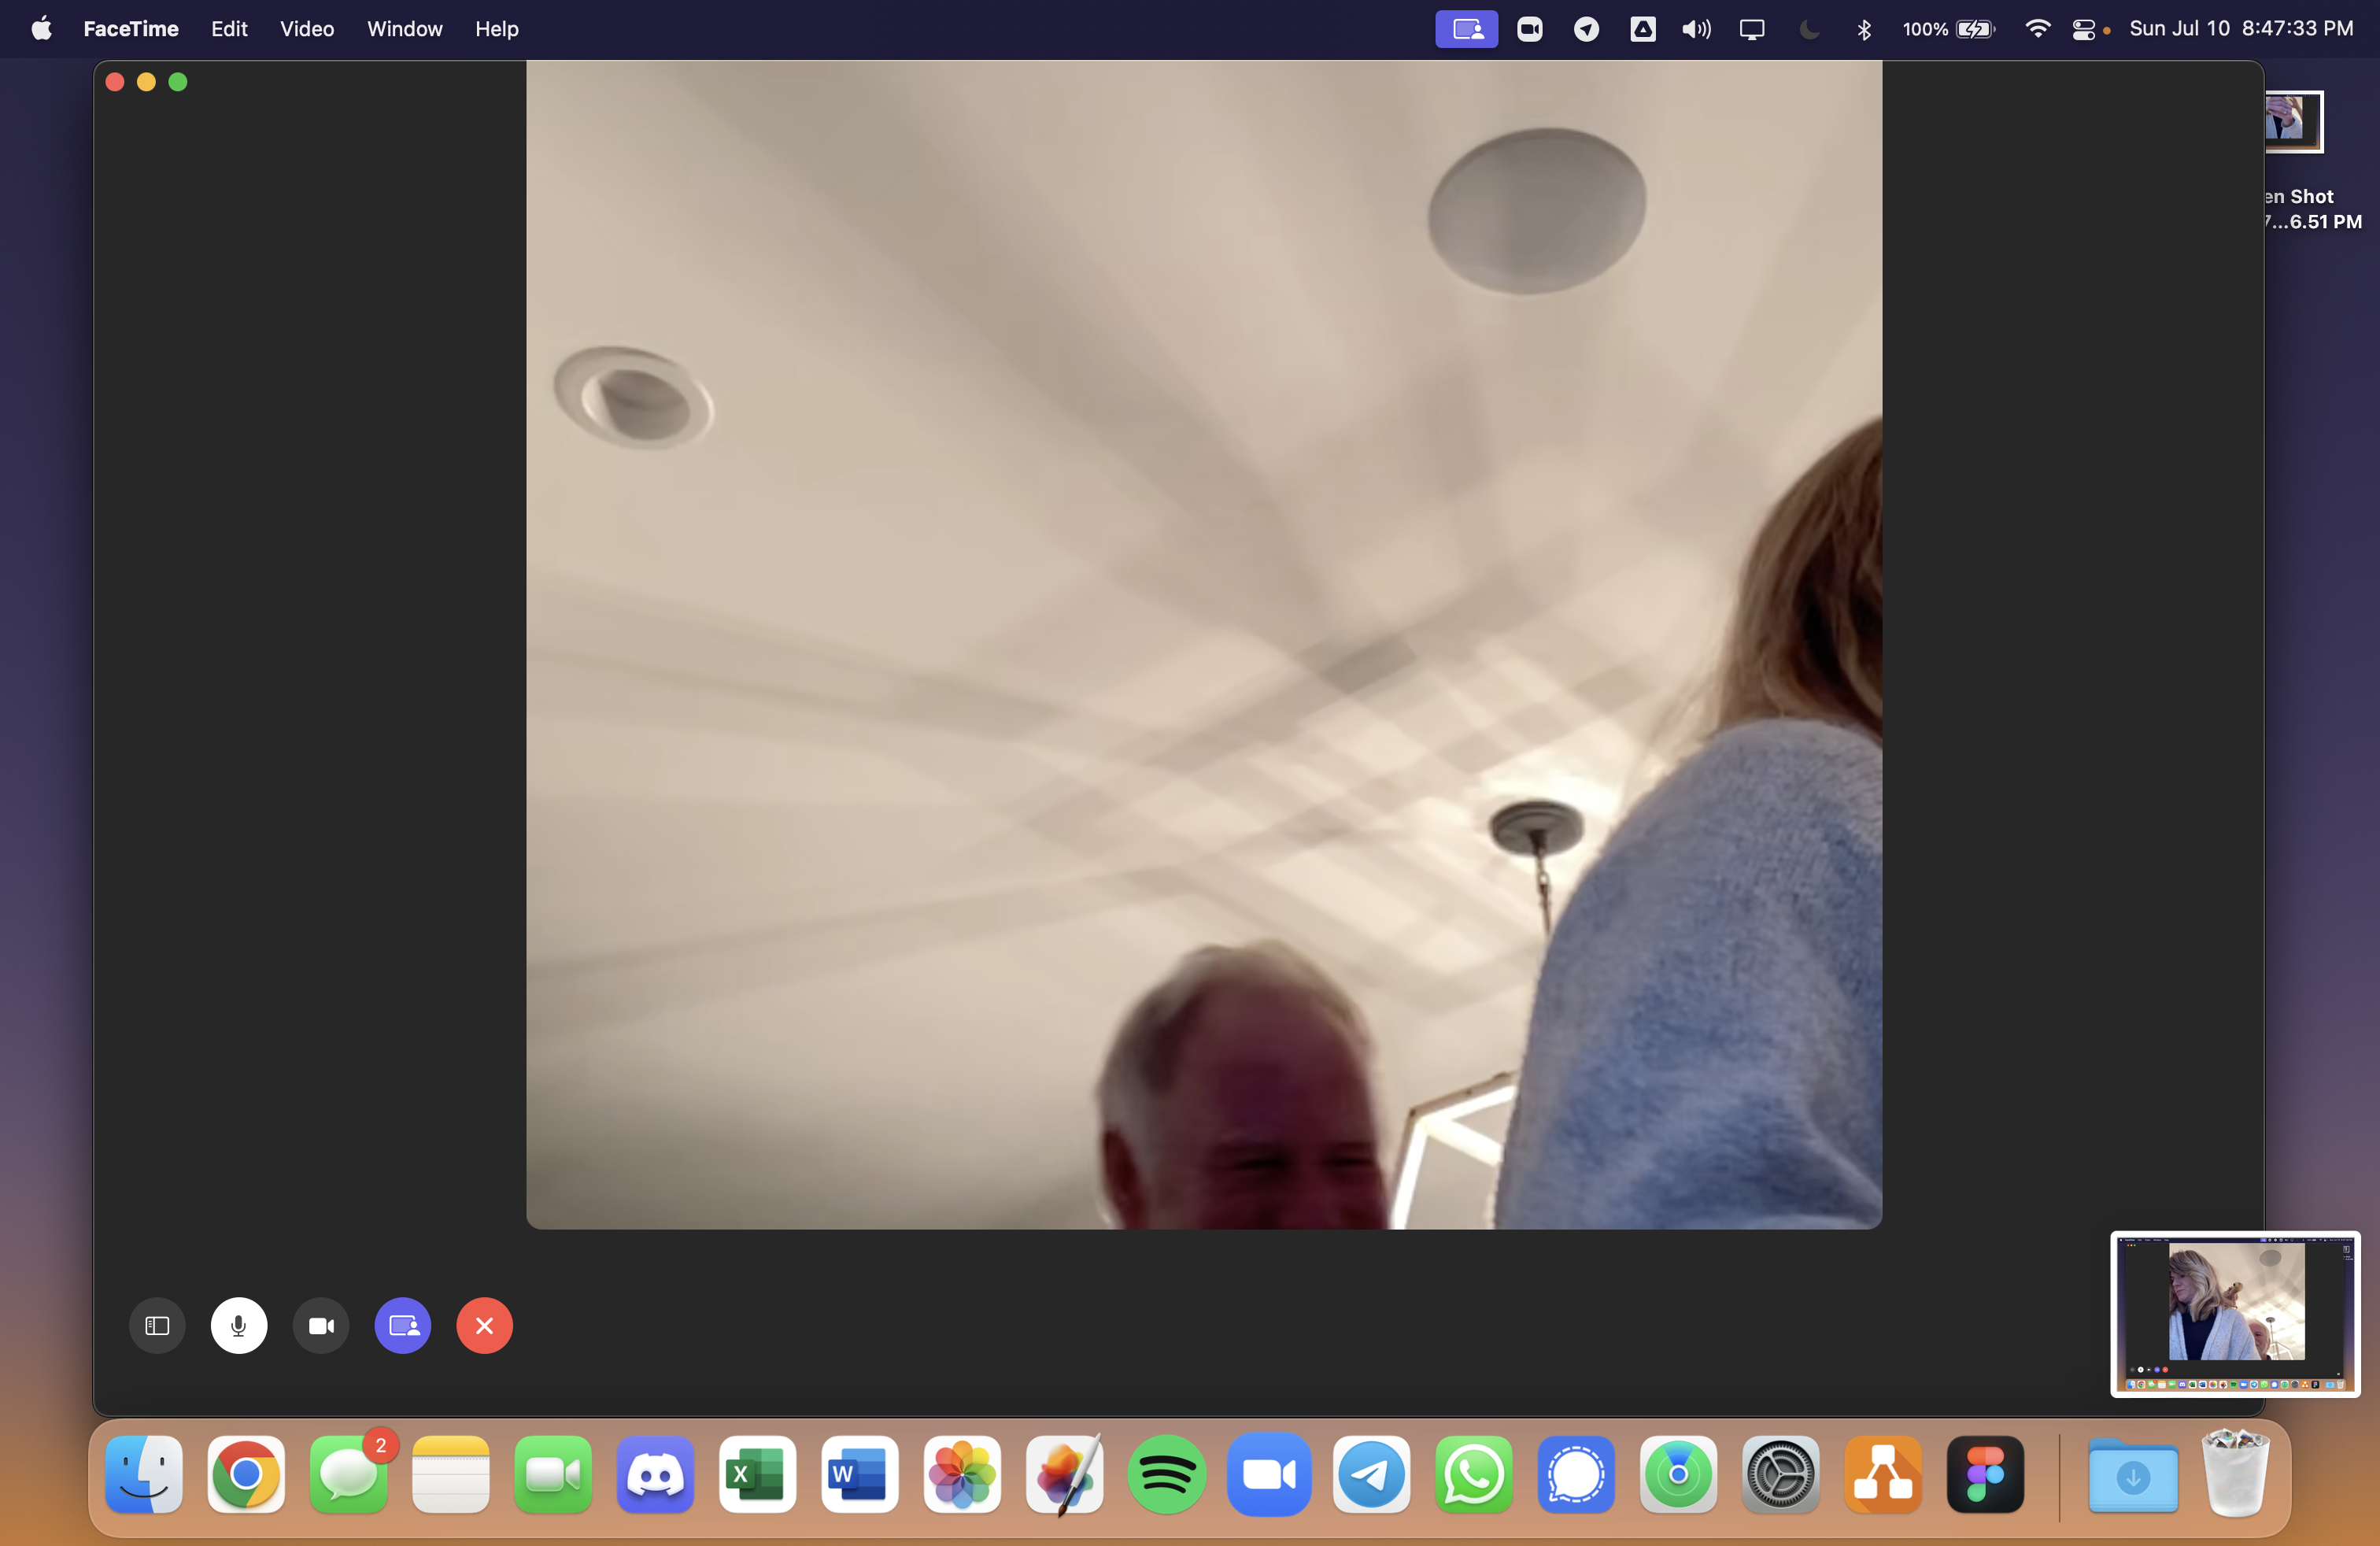 FaceTime Edit Video Window Help 100% Sun Jul 10 8:47:33 PM
en Shot
7...6.51 PM
2
X
W